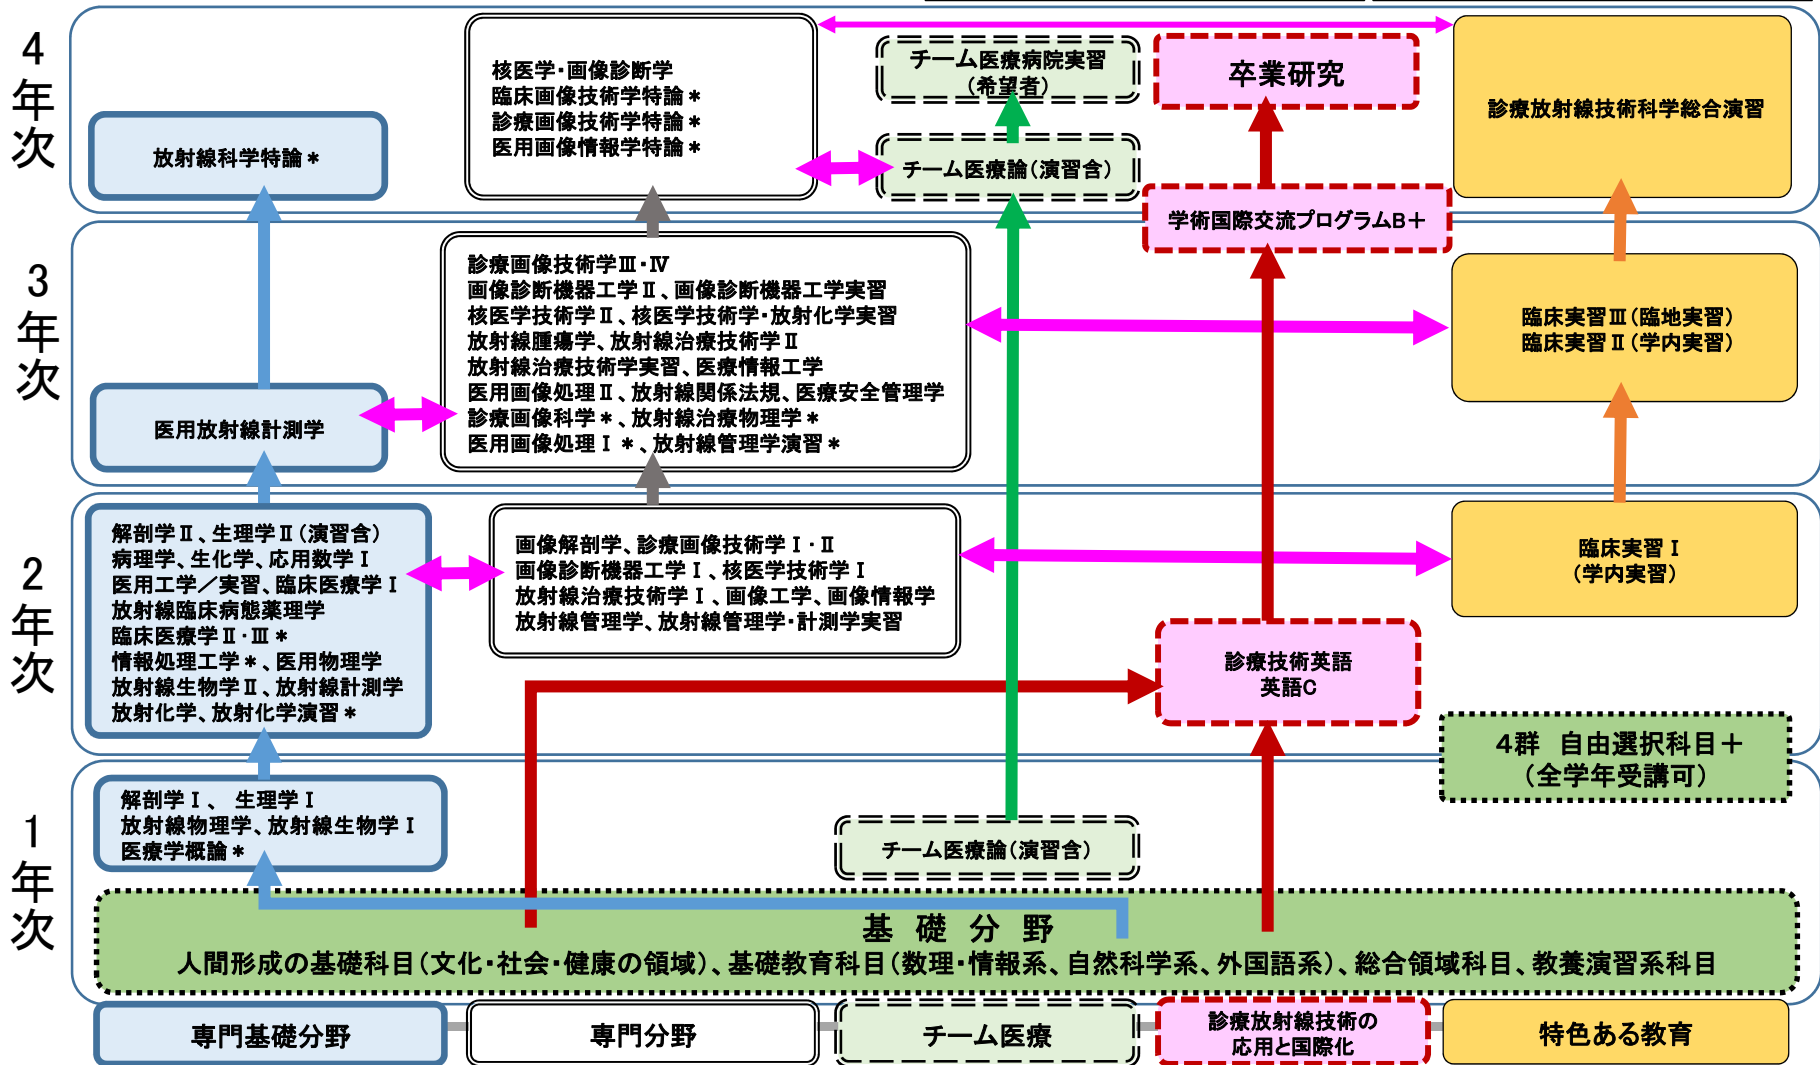 4年次
放射線科学特論＊
核医学・画像診断学
臨床画像技術学特論＊
診療画像技術学特論＊
医用画像情報学特論＊
チーム医療病院実習
(希望者)
チーム医療論(演習含)
卒業研究
学術国際交流プログラムB＋
診療放射線技術科学総合演習
3年次
医用放射線計測学
診療画像技術学Ⅲ・Ⅳ
画像診断機器工学Ⅱ、画像診断機器工学実習
核医学技術学Ⅱ、核医学技術学・放射化学実習
放射線腫瘍学、放射線治療技術学Ⅱ
放射線治療技術学実習、医療情報工学
医用画像処理Ⅱ、放射線関係法規、医療安全管理学
診療画像科学＊、放射線治療物理学＊
医用画像処理Ⅰ＊、放射線管理学演習＊
臨床実習Ⅲ(臨地実習)
臨床実習Ⅱ(学内実習)
2年次
解剖学Ⅱ、生理学Ⅱ(演習含)
病理学、生化学、応用数学Ⅰ
医用工学／実習、臨床医療学Ⅰ
放射線臨床病態薬理学
臨床医療学Ⅱ・Ⅲ＊
情報処理工学＊、医用物理学
放射線生物学Ⅱ、放射線計測学
放射化学、放射化学演習＊
画像解剖学、診療画像技術学Ⅰ・Ⅱ
画像診断機器工学Ⅰ、核医学技術学Ⅰ
放射線治療技術学Ⅰ、画像工学、画像情報学
放射線管理学、放射線管理学・計測学実習
診療技術英語
英語C
臨床実習Ⅰ
(学内実習)
4群 自由選択科目＋
(全学年受講可)
1年次
解剖学Ⅰ、 生理学Ⅰ
放射線物理学、放射線生物学Ⅰ
医療学概論＊
チーム医療論(演習含)
基 礎 分 野
人間形成の基礎科目(文化・社会・健康の領域)、基礎教育科目(数理・情報系、自然科学系、外国語系)、総合領域科目、教養演習系科目
専門基礎分野
専門分野
チーム医療
診療放射線技術の
応用と国際化
特色ある教育